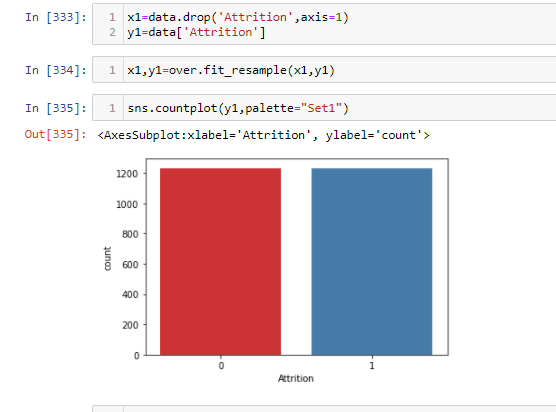 In [333]: 1 x1=data.drop('Attrition',axis=1)
2 y1=data['Attrition']
In [334]: 1 x1,y1=over.fit_resample(x1,y1)
In [335]: 1 sns.countplot(y1,palette="Set1")
Out[335]: <AxesSubplot:xlabel='Attrition', ylabel='count'>
1200
1000
800
600
400
200
0
count
0 1
Attrition